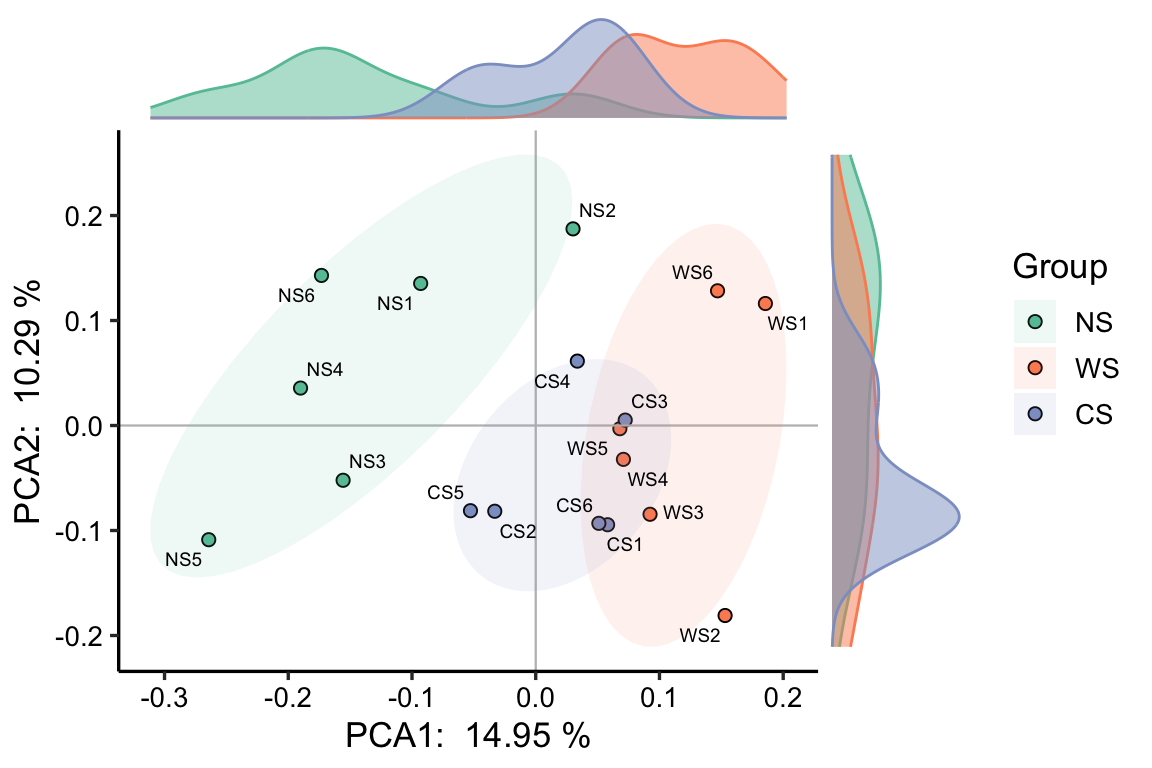 NS2
0.2
WS6
NS6
NS1
WS1
Group
NS
WS
CS
0.1
NS4
CS4
CS3
0.0
WS5
NS3
WS4
CS5
CS6
WS3
CS2
CS1
-0.1
NS5
WS2
-0.2
PCA2:  10.29 %
-0.3
-0.2
-0.1
0.0
0.1
0.2
PCA1:  14.95 %